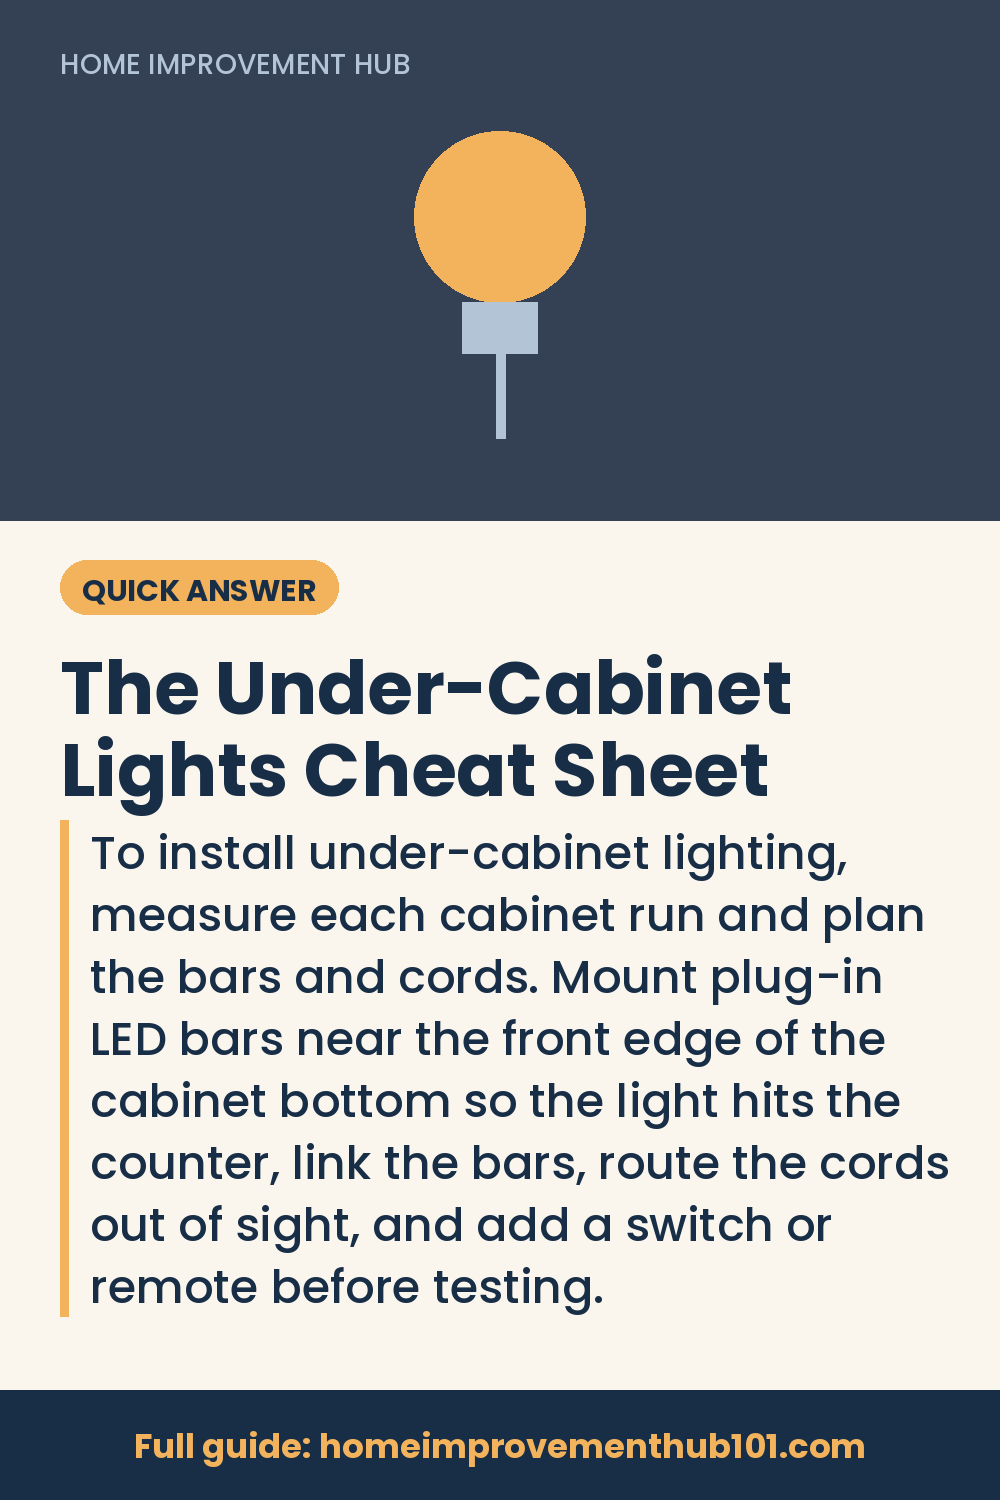 HOME IMPROVEMENT HUB
QUICK ANSWER
The Under-Cabinet
Lights Cheat Sheet
To install under-cabinet lighting,
measure each cabinet run and plan
the bars and cords. Mount plug-in
LED bars near the front edge of the
cabinet bottom so the light hits the
counter, link the bars, route the cords
out of sight, and add a switch or
remote before testing.
Full guide: homeimprovementhub101.com